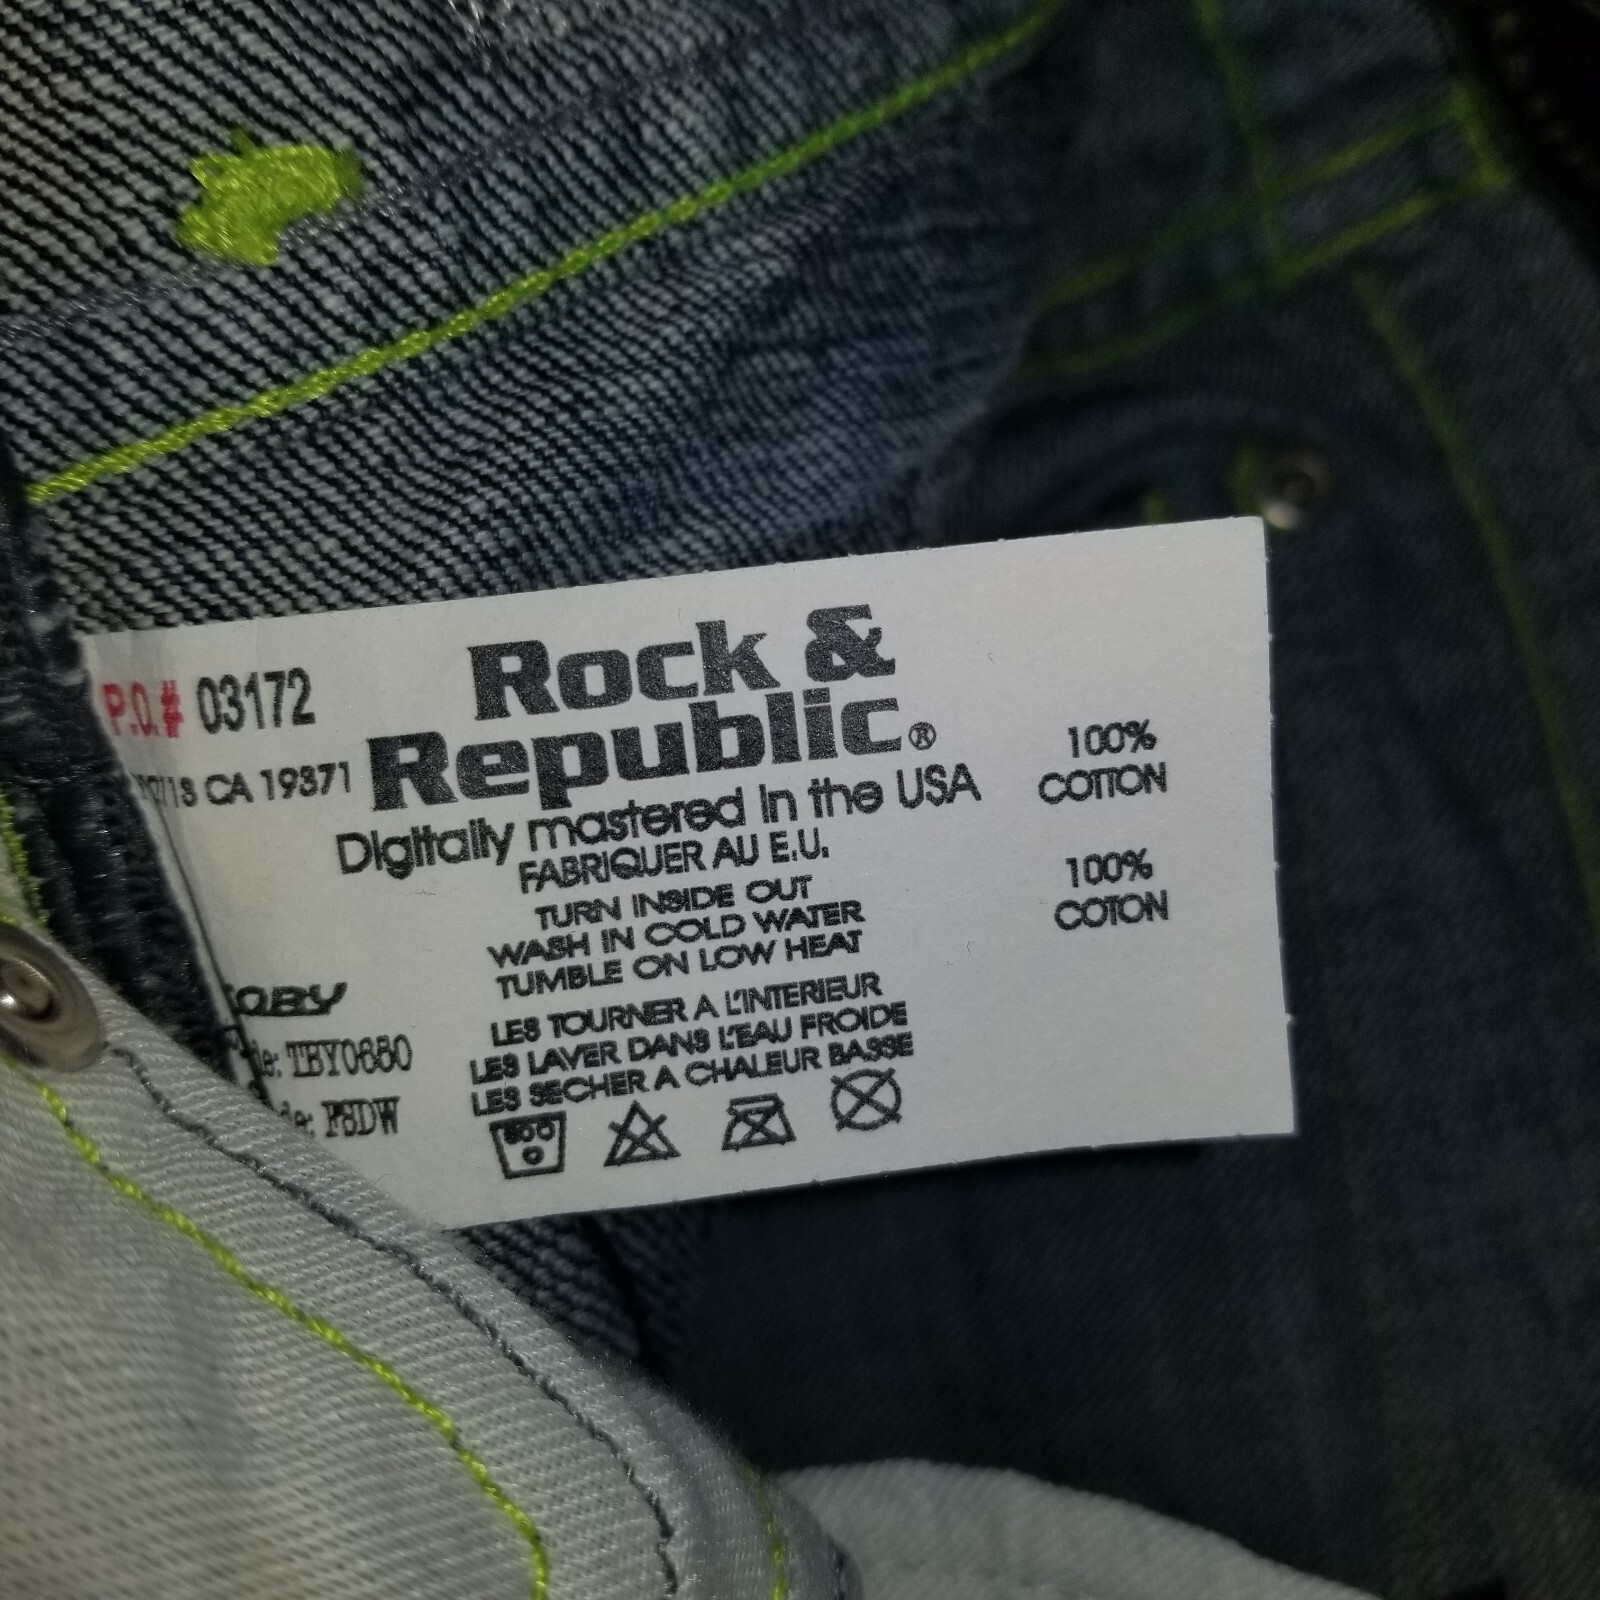 P.O.# 03172
CA 19371
Rock &
Republic®
Digitally mastered in the USA
FABRIQUER AU E.U.
TURN INSIDE OUT
WASH IN COLD WATER
TUMBLE ON LOW HEAT
LES TOURNER A L'INTERIEUR
LES LAVER DANS L'EAU FROIDE
LES SECHER A CHALEUR BASSE
100%
COTTON
100%
COTON